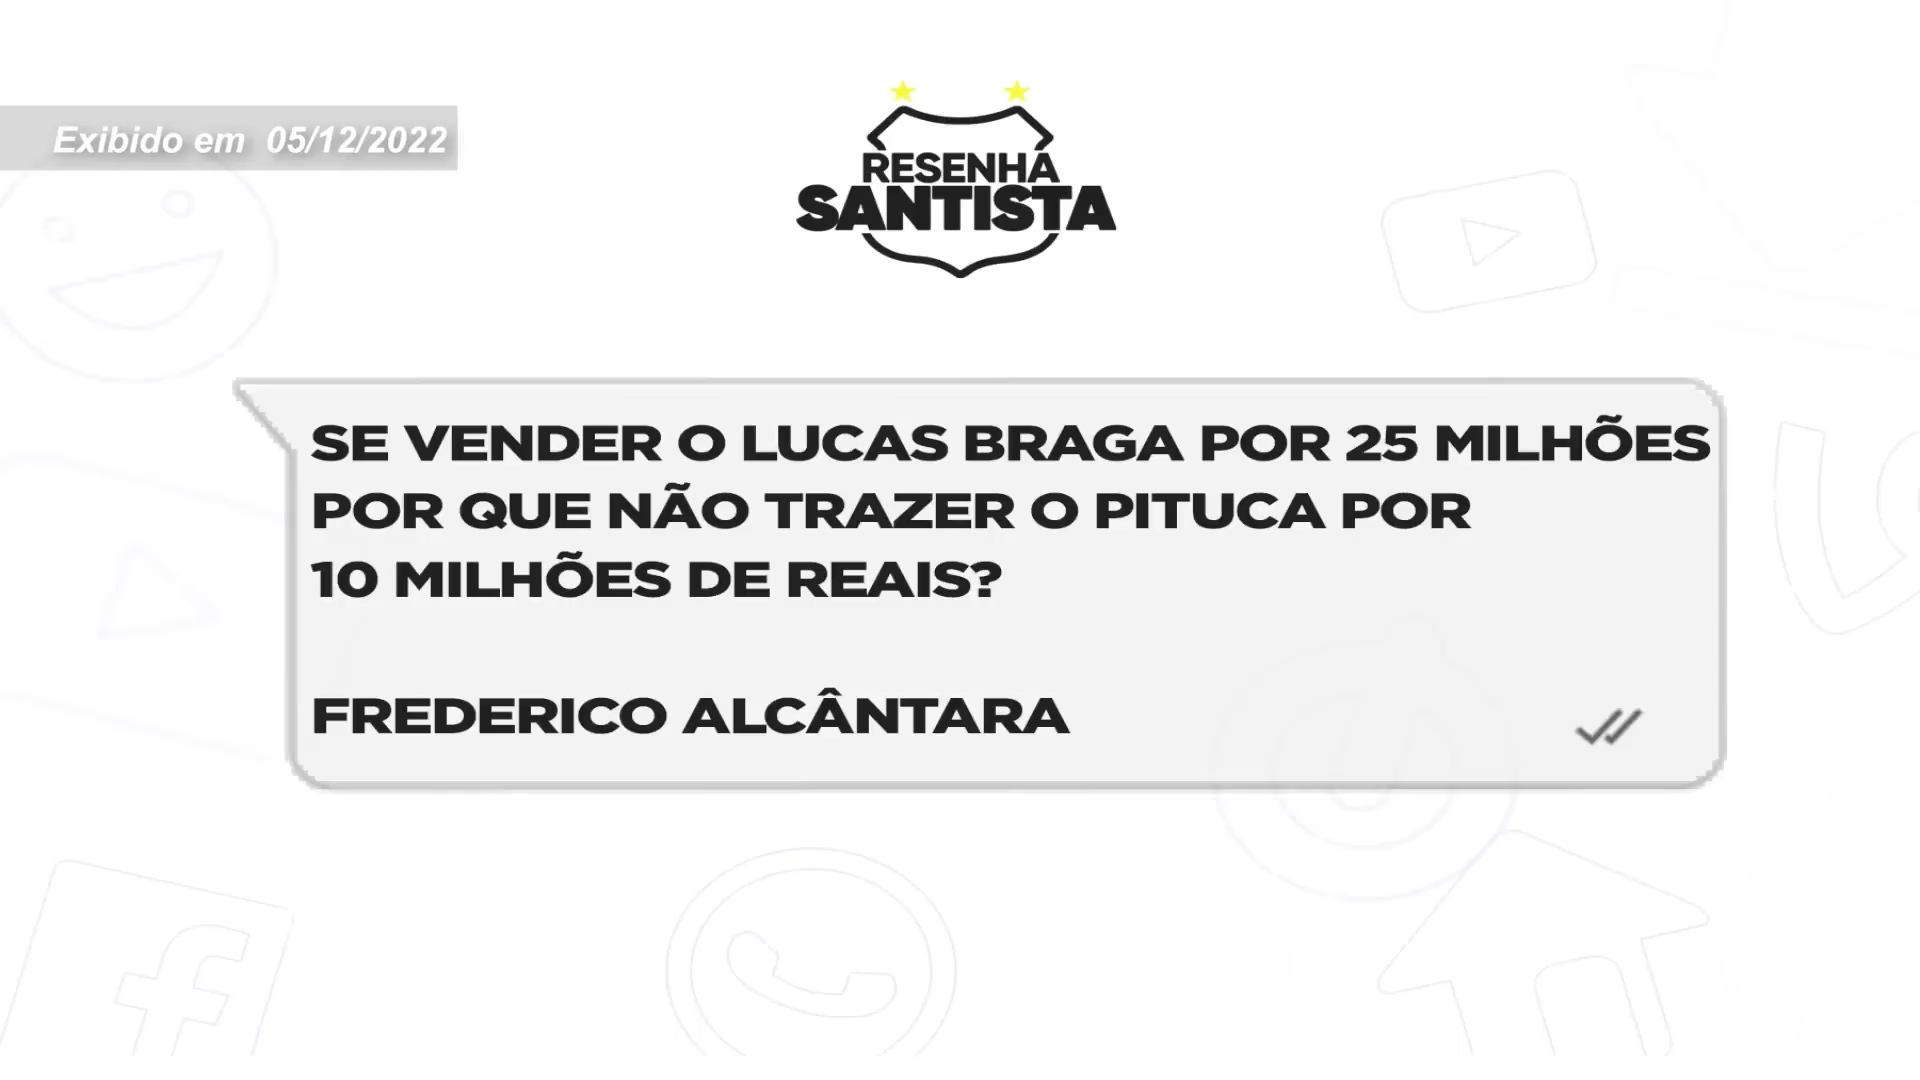 Exibido em 05/12/2022
RESENHA
SANTISTA
SE VENDER O LUCAS BRAGA POR 25 MILHÕES
POR QUE NÃO TRAZER O PITUCA POR
10 MILHÕES DE REAIS?
FREDERICO ALCÂNTARA